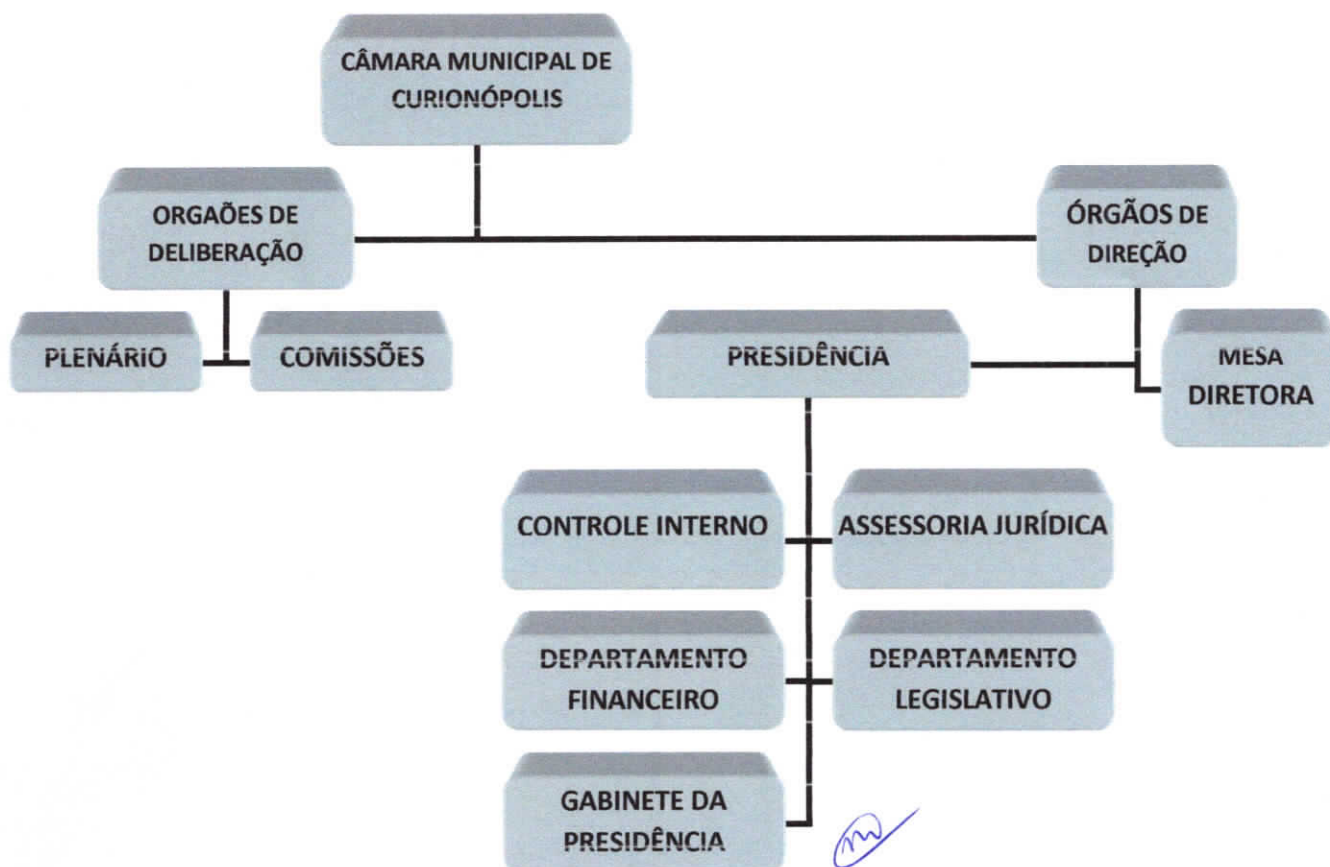 CÂMARA MUNICIPAL DE
CURIONÓPOLIS
ORGAÕES DE
DELIBERAÇÃO
ÓRGÃOS DE
DIREÇÃO
PLENÁRIO
COMISSÕES
PRESIDÊNCIA
MESA
DIRETORA
CONTROLE INTERNO
ASSESSORIA JURÍDICA
DEPARTAMENTO
FINANCEIRO
DEPARTAMENTO
LEGISLATIVO
GABINETE DA
PRESIDÊNCIA